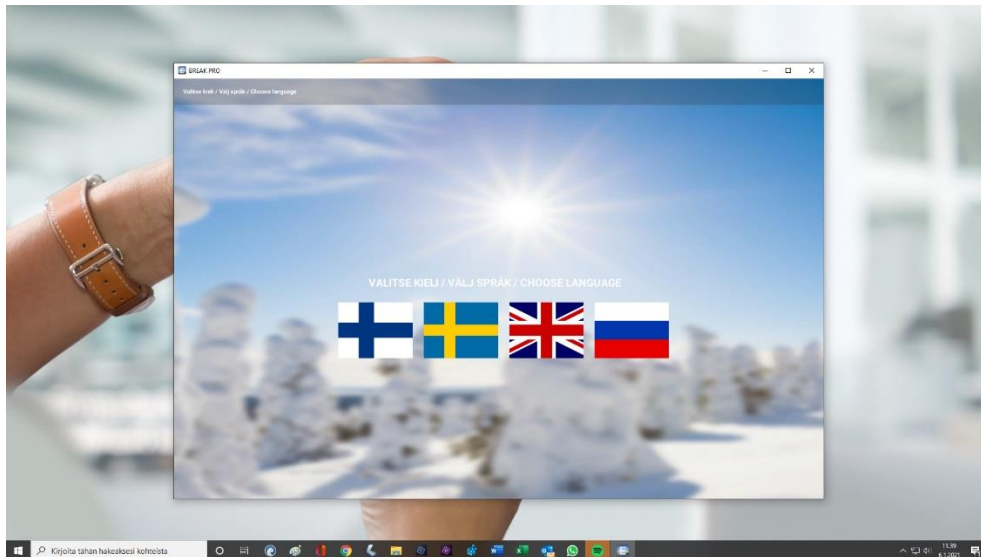 BREAK PRO
Valitse kieli / Välj språk / Choose language
VALITSE KIELI / VÄLJ SPRÅK / CHOOSE LANGUAGE
Kirjoita tähän hakeaksesi kohteista
11.39
6.1.2021